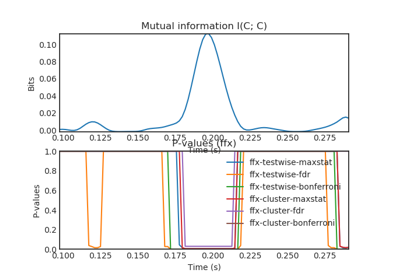 Mutual information I(C; C)
0.10
0.08
0.06
0.04
0.02
0.00
Bits
0.100 0.125 0.150 0.175 0.200 0.225 0.250 0.275
Time (s)
P-values (ffx)
1.0
0.8
0.6
0.4
0.2
0.0
P-values
ffx-testwise-maxstat
ffx-testwise-fdr
ffx-testwise-bonferroni
ffx-cluster-maxstat
ffx-cluster-fdr
ffx-cluster-bonferroni
0.100 0.125 0.150 0.175 0.200 0.225 0.250 0.275
Time (s)